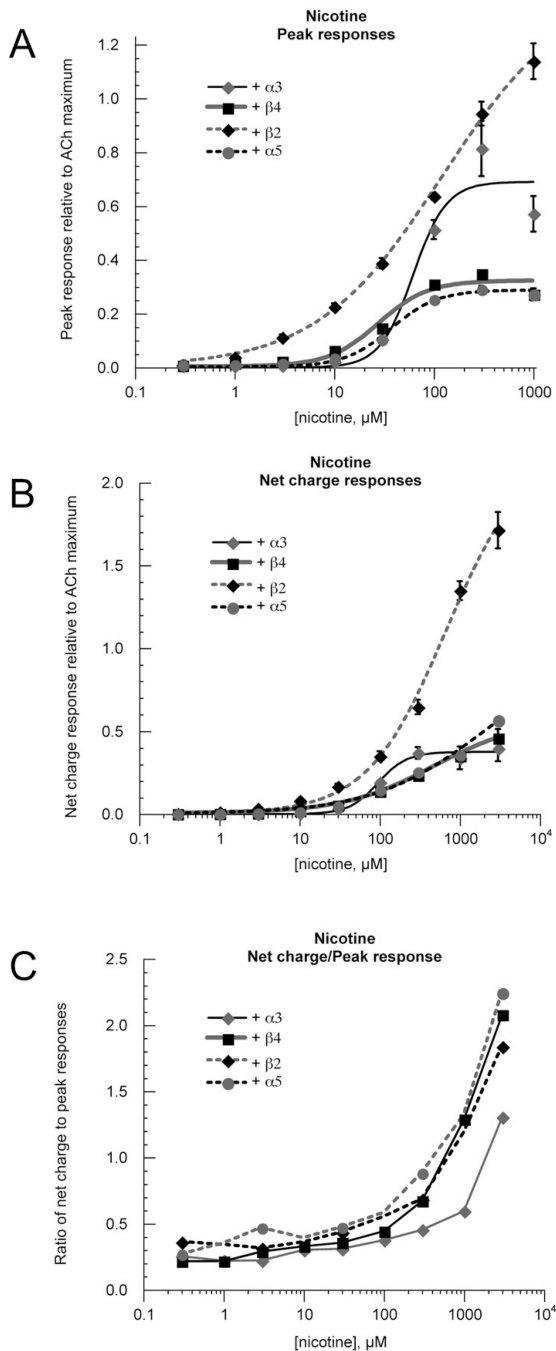 A
Nicotine
Peak responses
Peak response relative to ACh maximum
1.2
1.0
0.8
0.6
0.4
0.2
0.0
+ α3
+ β4
+ β2
+ α5
0.1
1
10
100
1000
[nicotine, µM]
B
Nicotine
Net charge responses
Net charge response relative to ACh maximum
2.0
1.5
1.0
0.5
0.0
+ α3
+ β4
+ β2
+ α5
0.1
1
10
100
1000
10⁴
[nicotine, µM]
C
Nicotine
Net charge/Peak response
Ratio of net charge to peak responses
2.5
2.0
1.5
1.0
0.5
0.0
+ α3
+ β4
+ β2
+ α5
0.1
1
10
100
1000
10⁴
[nicotine], µM